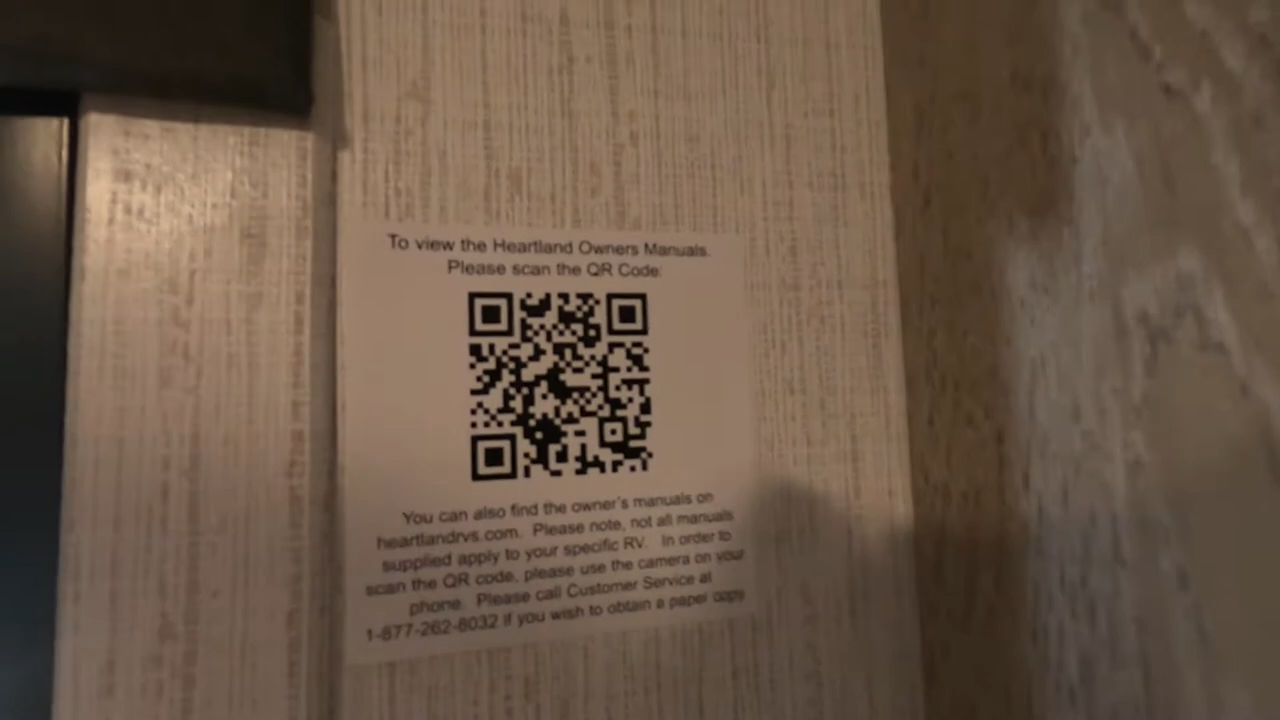 To view the Heartland Owners Manuals.
Please scan the QR Code:
You can also find the owner's manuals on
heartlandrvs.com. Please note, not all manuals
supplied apply to your specific RV. In order to
scan the QR code, please use the camera on your
phone. Please call Customer Service at
1-877-262-8032 if you wish to obtain a paper copy